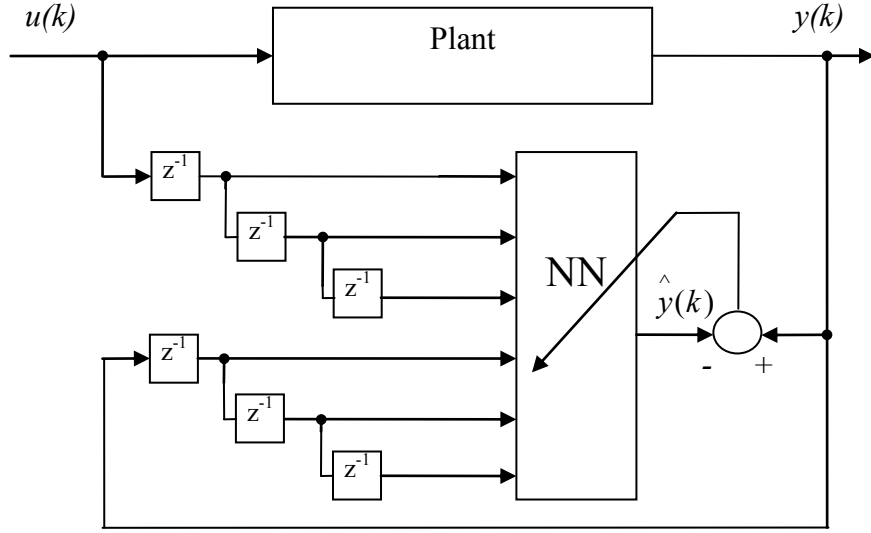 u(k)
Plant
y(k)
z⁻¹
z⁻¹
z⁻¹
NN
ŷ(k)
- +
z⁻¹
z⁻¹
z⁻¹